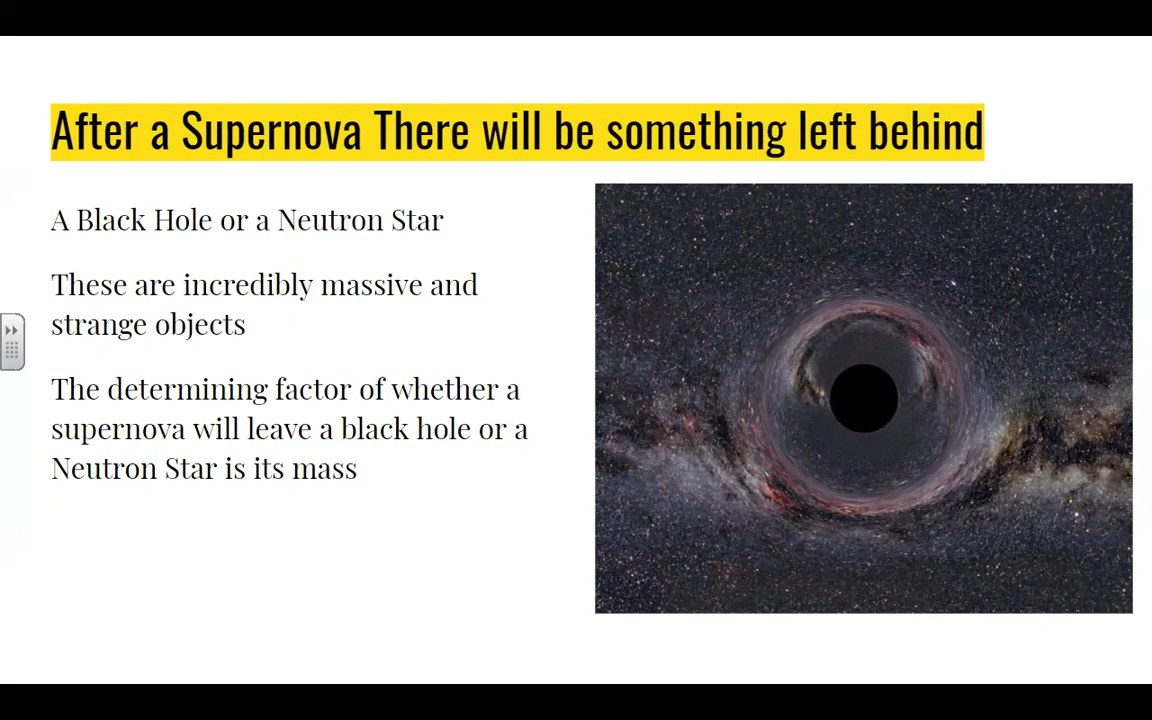 After a Supernova There will be something left behind
A Black Hole or a Neutron Star
These are incredibly massive and
strange objects
The determining factor of whether a
supernova will leave a black hole or a
Neutron Star is its mass